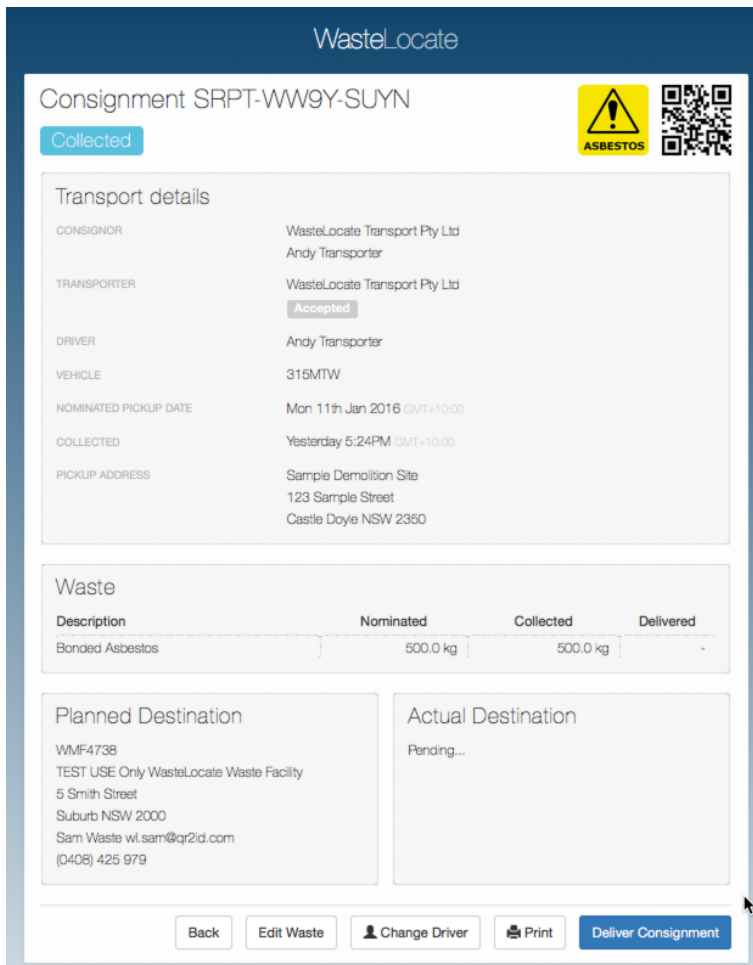 WasteLocate
Consignment SRPT-WW9Y-SUYN
Collected
ASBESTOS
Transport details
CONSIGNOR WasteLocate Transport Pty Ltd
Andy Transporter
TRANSPORTER WasteLocate Transport Pty Ltd
Accepted
DRIVER Andy Transporter
VEHICLE 315MTW
NOMINATED PICKUP DATE Mon 11th Jan 2016 GMT+10:00
COLLECTED Yesterday 5:24PM GMT+10:00
PICKUP ADDRESS Sample Demolition Site
123 Sample Street
Castle Doyle NSW 2350
Waste
Description Nominated Collected Delivered
Bonded Asbestos 500.0 kg 500.0 kg -
Planned Destination
WMF4738
TEST USE Only WasteLocate Waste Facility
5 Smith Street
Suburb NSW 2000
Sam Waste wl.sam@qr2id.com
(0408) 425 979
Actual Destination
Pending...
Back Edit Waste Change Driver Print Deliver Consignment